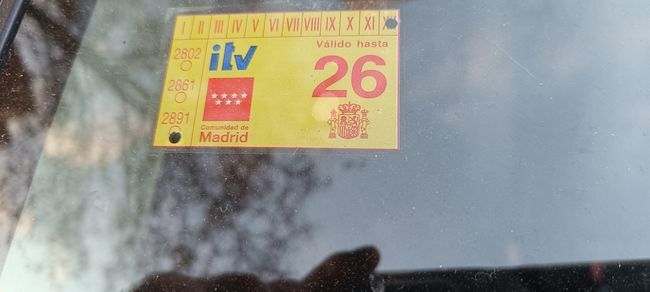 I II III IV V VI VII VIII IX X XI
2802 itv Válido hasta
2861 26
2891 Comunidad de
Madrid